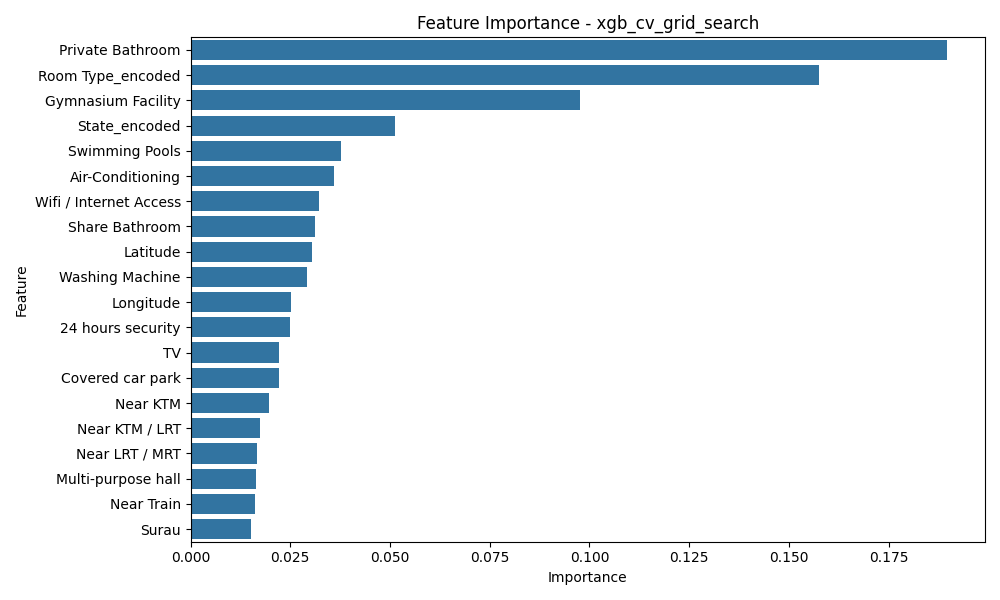 Feature Importance - xgb_cv_grid_search
Private Bathroom
Room Type_encoded
Gymnasium Facility
State_encoded
Swimming Pools
Air-Conditioning
Wifi / Internet Access
Share Bathroom
Latitude
Washing Machine
Longitude
24 hours security
TV
Covered car park
Near KTM
Near KTM / LRT
Near LRT / MRT
Multi-purpose hall
Near Train
Surau
Feature
0.000 0.025 0.050 0.075 0.100 0.125 0.150 0.175
Importance